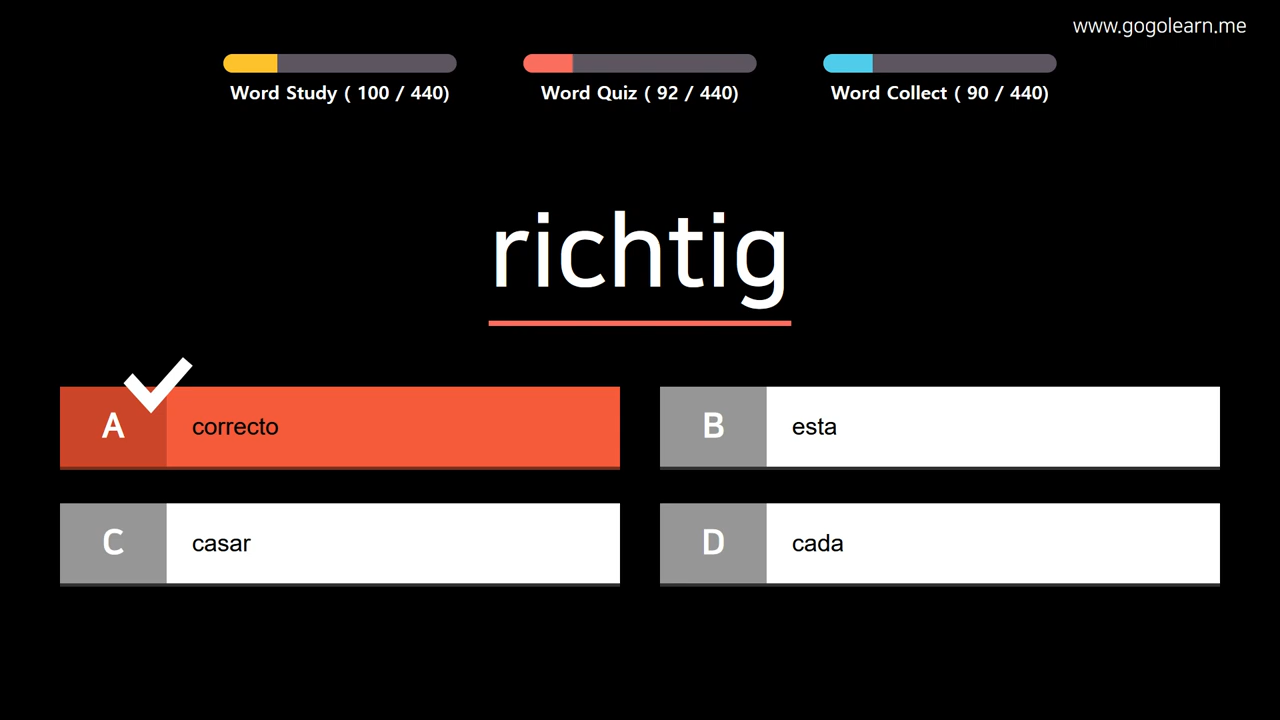 www.gogolearn.me
Word Study ( 100 / 440)
Word Quiz ( 92 / 440)
Word Collect ( 90 / 440)
richtig
A correcto
B esta
C casar
D cada